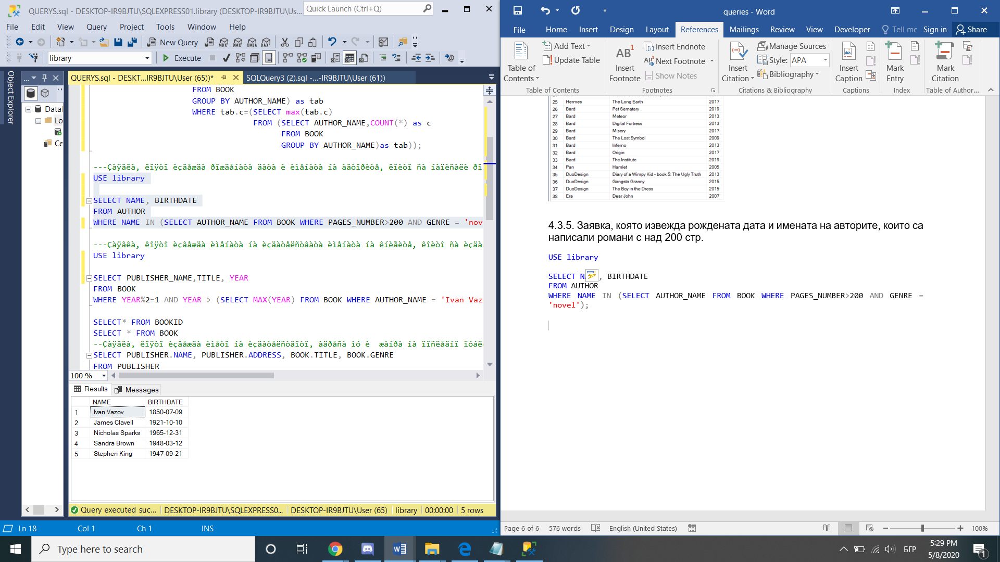 QUERYS.sql - DESKTOP-IR9BJTU\SQLEXPRESS01.library (DESKTOP-IR9BJTU\Us...
Quick Launch (Ctrl+Q)
File Edit View Query Project Tools Window Help
New Query
MDX DMX XMLA DAX
library
Execute
Object Explorer
QUERYS.sql - DESKT...IR9BJTU\User (65))*
SQLQuery3 (2).sql -...-IR9BJTU\User (61))
Datal
Lo
Ce
FROM BOOK
GROUP BY AUTHOR_NAME) as tab
WHERE tab.c=(SELECT max(tab.c)
FROM (SELECT AUTHOR_NAME,COUNT(*) as c
FROM BOOK
GROUP BY AUTHOR_NAME)as tab));
---Çàÿâêà, êîÿòî èçâåæäà ðîæäåíàòà äàòà è èìåíàòà íà àâòîðèòå, êîèòî ñà íàïèñàëè
USE library
SELECT NAME, BIRTHDATE
FROM AUTHOR
WHERE NAME IN (SELECT AUTHOR_NAME FROM BOOK WHERE PAGES_NUMBER>200 AND GENRE = 'nov
---Çàÿâêà, êîÿòî èçâåæäà èìåíàòà íà èçäàòåëñòâàòà èìåíàòà íà êíèãèòå, êîèòî ñà
USE library
SELECT PUBLISHER_NAME,TITLE, YEAR
FROM BOOK
WHERE YEAR%2=1 AND YEAR > (SELECT MAX(YEAR) FROM BOOK WHERE AUTHOR_NAME = 'Ivan Vaz
SELECT* FROM BOOKID
SELECT * FROM BOOK
--Çàÿâêà, êîÿòî èçâåæäà èìåòî íà èçäàòåëñòâîòî, àäðåñà ìó è æàíðà íà ïîñëåäíî
SELECT PUBLISHER.NAME, PUBLISHER.ADDRESS, BOOK.TITLE, BOOK.GENRE
FROM PUBLISHER
100 %
Results Messages
NAME BIRTHDATE
1 Ivan Vazov 1850-07-09
2 James Clavell 1921-10-10
3 Nicholas Sparks 1965-12-31
4 Sandra Brown 1948-03-12
5 Stephen King 1947-09-21
Query executed suc... DESKTOP-IR9BJTU\SQLEXPRESS0... DESKTOP-IR9BJTU\User (65) library 00:00:00 5 rows
Ln 18 Col 1 Ch 1 INS
queries - Word
File Home Insert Design Layout References Mailings Review View Developer Tell me Sign in Share
Table of Contents
Add Text
Update Table
Table of Contents
AB1
Insert Footnote
Insert Endnote
Next Footnote
Show Notes
Footnotes
Insert Citation
Manage Sources
Style: APA
Bibliography
Citations & Bibliography
Insert Caption
Captions
Mark Entry
Index
Mark Citation
Table of Author...
25 Hermes The Long Earth 2017
26 Bard Pet Sematary 2019
27 Bard Meteor 2013
28 Bard Digital Fortress 2013
29 Bard Misery 2017
30 Bard The Lost Symbol 2009
31 Bard Inferno 2013
32 Bard Origin 2017
33 Bard The Institute 2019
34 Pan Hamlet 2005
35 DuoDesign Diary of a Wimpy Kid - book 5: The Ugly Truth 2013
36 DuoDesign Gangsta Granny 2015
37 DuoDesign The Boy in the Dress 2015
38 Era Dear John 2007
4.3.5. Заявка, която извежда рождената дата и имената на авторите, които са
написали романи с над 200 стр.
USE library
SELECT N , BIRTHDATE
FROM AUTHOR
WHERE NAME IN (SELECT AUTHOR_NAME FROM BOOK WHERE PAGES_NUMBER>200 AND GENRE =
'novel');
Page 6 of 6 576 words English (United States) 100%
Type here to search
БГР
5:29 PM
5/8/2020
1